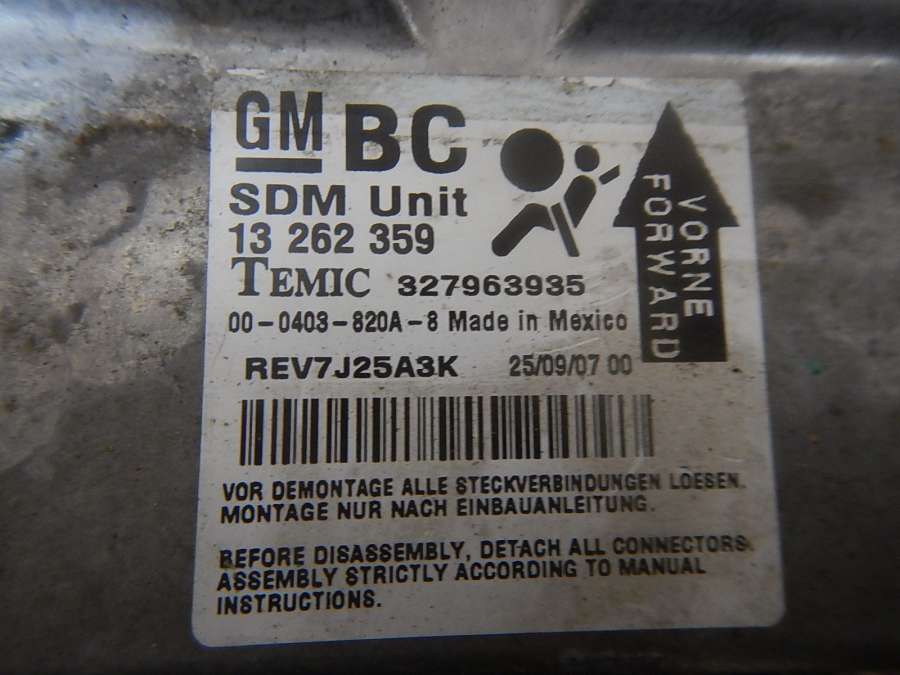 GM BC
SDM Unit
13 262 359
TEMIC 327963935
00-0403-820A-8 Made in Mexico
REV7J25A3K 25/09/07 00
VORNE
FORWARD
VOR DEMONTAGE ALLE STECKVERBINDUNGEN LOESEN.
MONTAGE NUR NACH EINBAUANLEITUNG.
BEFORE DISASSEMBLY, DETACH ALL CONNECTORS.
ASSEMBLY STRICTLY ACCORDING TO MANUAL
INSTRUCTIONS.